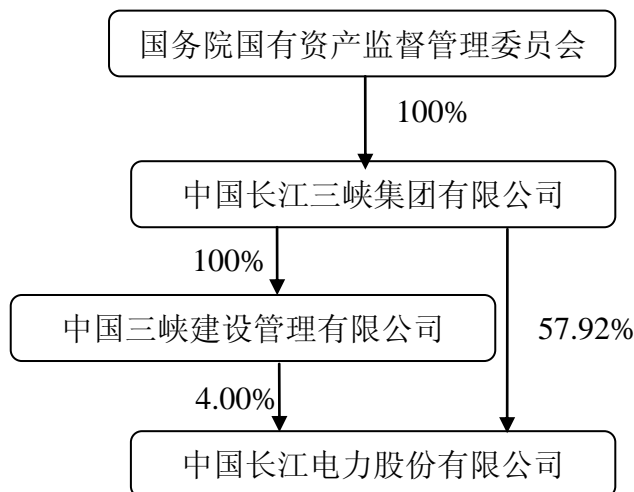 国务院国有资产监督管理委员会
100%
中国长江三峡集团有限公司
100%
中国三峡建设管理有限公司
57.92%
4.00%
中国长江电力股份有限公司